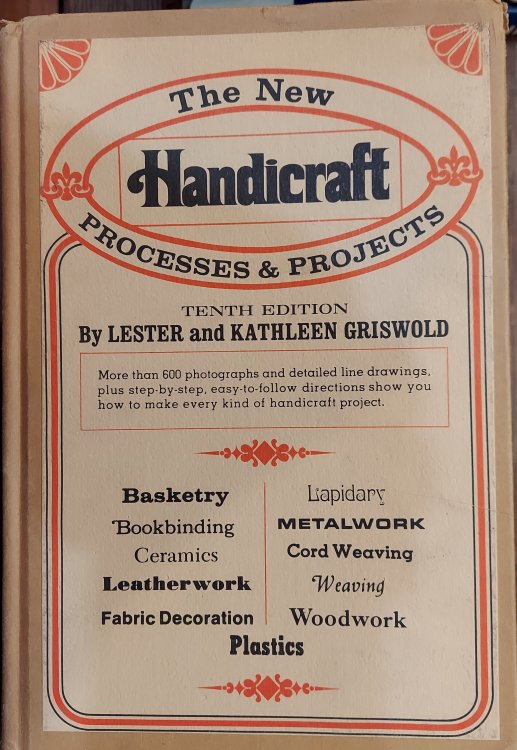 The New
Handicraft
PROCESSES & PROJECTS
TENTH EDITION
By LESTER and KATHLEEN GRISWOLD
More than 600 photographs and detailed line drawings,
plus step-by-step, easy-to-follow directions show you
how to make every kind of handicraft project.
Basketry
Bookbinding
Ceramics
Leatherwork
Fabric Decoration
Lapidary
METALWORK
Cord Weaving
Weaving
Woodwork
Plastics